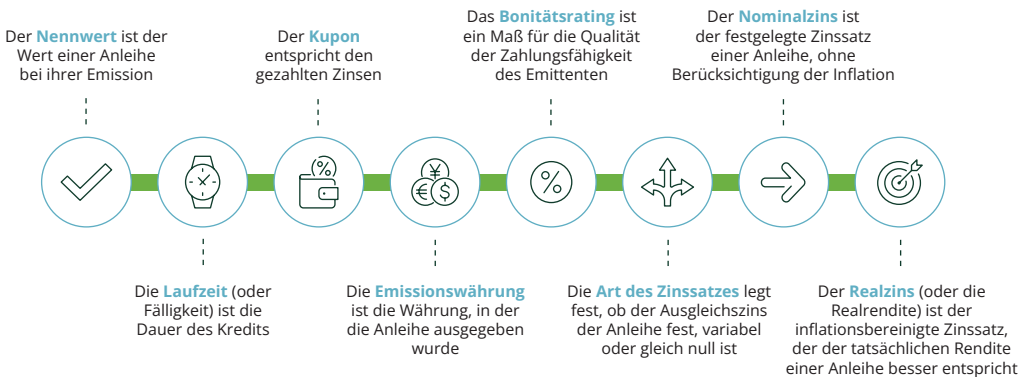 Der Nennwert ist der
Wert einer Anleihe
bei ihrer Emission
Die Laufzeit (oder
Fälligkeit) ist die
Dauer des Kredits
Der Kupon
entspricht den
gezahlten Zinsen
%
Die Emissionswährung
ist die Währung, in der
die Anleihe ausgegeben
wurde
¥
€ $
Das Bonitätsrating ist
ein Maß für die Qualität
der Zahlungsfähigkeit
des Emittenten
%
Die Art des Zinssatzes legt
fest, ob der Ausgleichszins
der Anleihe fest, variabel
oder gleich null ist
Der Nominalzins ist
der festgelegte Zinssatz
einer Anleihe, ohne
Berücksichtigung der Inflation
Der Realzins (oder die
Realrendite) ist der
inflationsbereinigte Zinssatz,
der der tatsächlichen Rendite
einer Anleihe besser entspricht